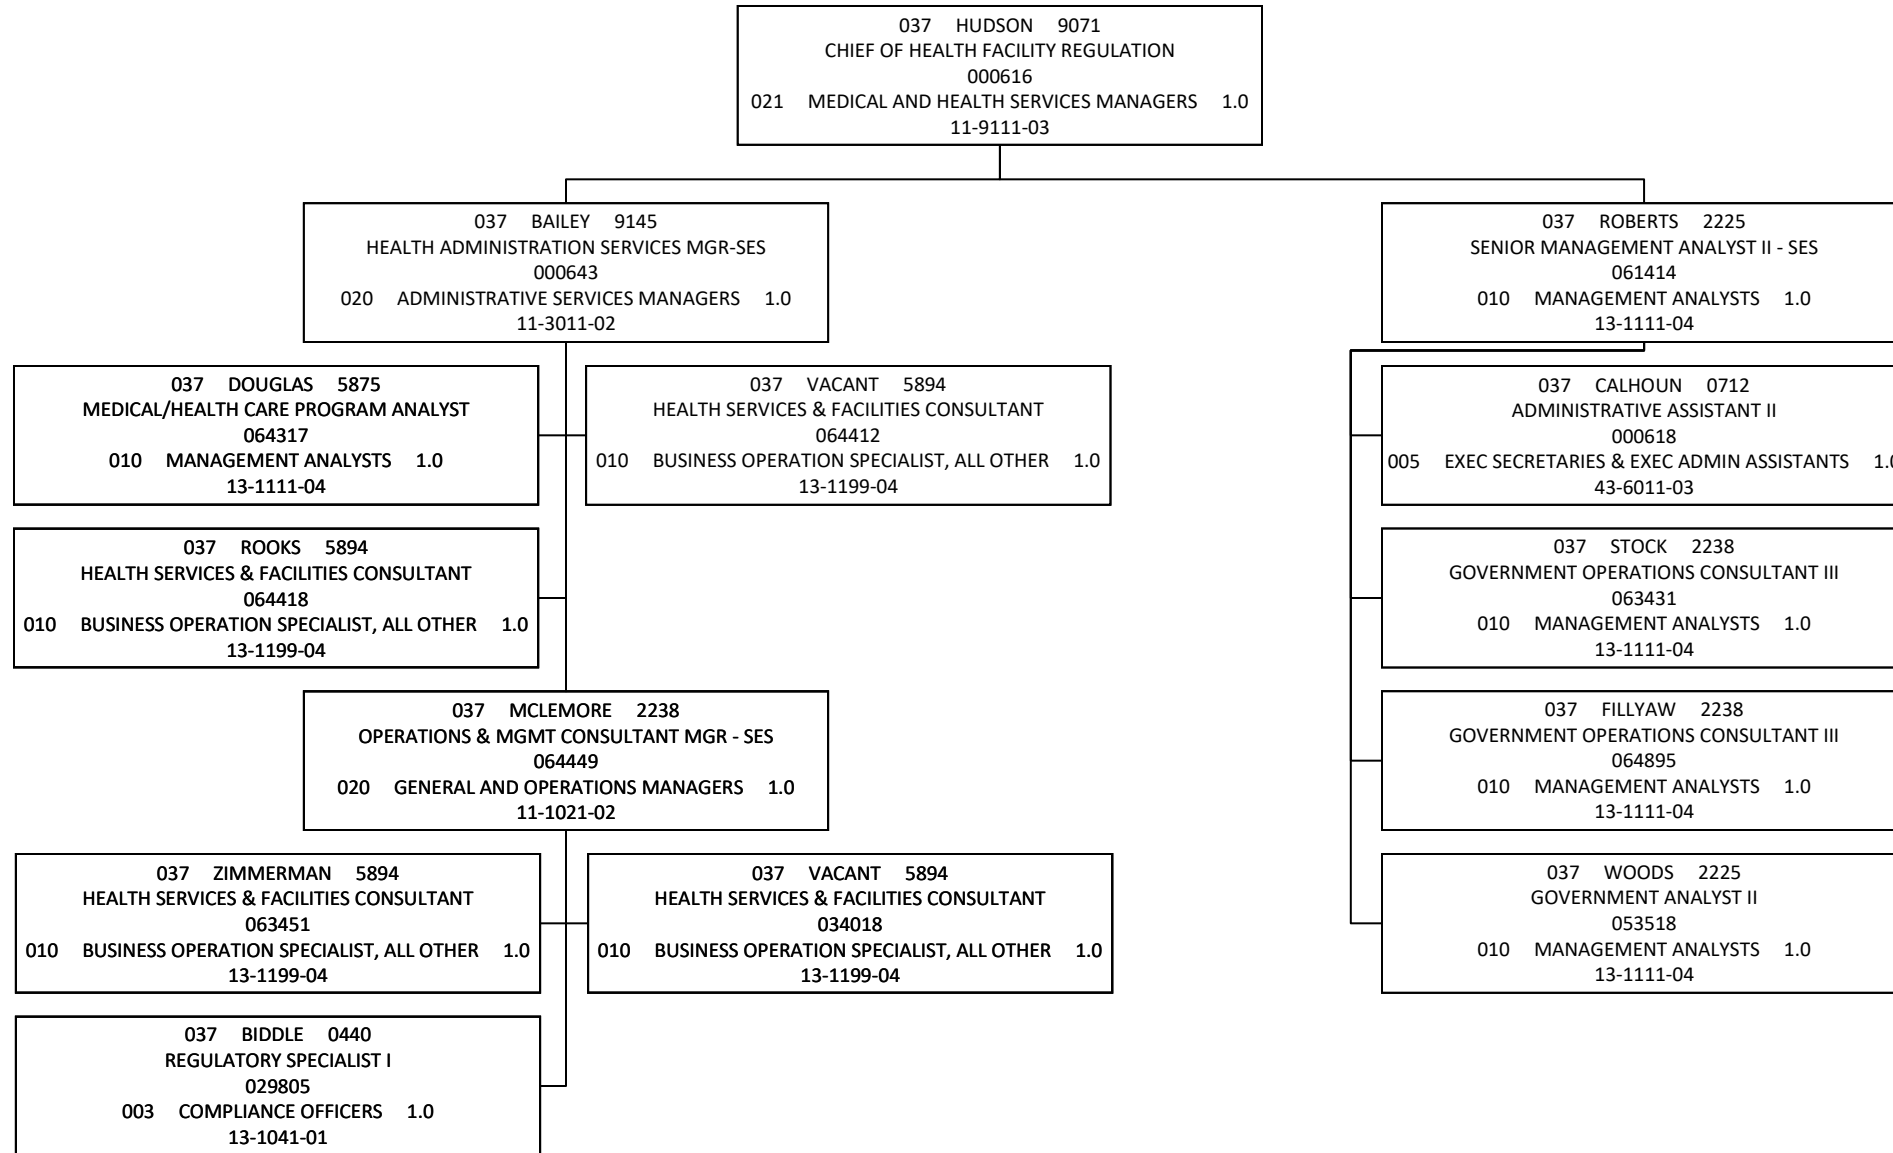 037 HUDSON 9071
CHIEF OF HEALTH FACILITY REGULATION
000616
021 MEDICAL AND HEALTH SERVICES MANAGERS 1.0
11-9111-03
037 BAILEY 9145
HEALTH ADMINISTRATION SERVICES MGR-SES
000643
020 ADMINISTRATIVE SERVICES MANAGERS 1.0
11-3011-02
037 ROBERTS 2225
SENIOR MANAGEMENT ANALYST II - SES
061414
010 MANAGEMENT ANALYSTS 1.0
13-1111-04
037 DOUGLAS 5875
MEDICAL/HEALTH CARE PROGRAM ANALYST
064317
010 MANAGEMENT ANALYSTS 1.0
13-1111-04
037 VACANT 5894
HEALTH SERVICES & FACILITIES CONSULTANT
064412
010 BUSINESS OPERATION SPECIALIST, ALL OTHER 1.0
13-1199-04
037 CALHOUN 0712
ADMINISTRATIVE ASSISTANT II
000618
005 EXEC SECRETARIES & EXEC ADMIN ASSISTANTS 1.0
43-6011-03
037 ROOKS 5894
HEALTH SERVICES & FACILITIES CONSULTANT
064418
010 BUSINESS OPERATION SPECIALIST, ALL OTHER 1.0
13-1199-04
037 STOCK 2238
GOVERNMENT OPERATIONS CONSULTANT III
063431
010 MANAGEMENT ANALYSTS 1.0
13-1111-04
037 MCLEMORE 2238
OPERATIONS & MGMT CONSULTANT MGR - SES
064449
020 GENERAL AND OPERATIONS MANAGERS 1.0
11-1021-02
037 FILLYAW 2238
GOVERNMENT OPERATIONS CONSULTANT III
064895
010 MANAGEMENT ANALYSTS 1.0
13-1111-04
037 ZIMMERMAN 5894
HEALTH SERVICES & FACILITIES CONSULTANT
063451
010 BUSINESS OPERATION SPECIALIST, ALL OTHER 1.0
13-1199-04
037 VACANT 5894
HEALTH SERVICES & FACILITIES CONSULTANT
034018
010 BUSINESS OPERATION SPECIALIST, ALL OTHER 1.0
13-1199-04
037 WOODS 2225
GOVERNMENT ANALYST II
053518
010 MANAGEMENT ANALYSTS 1.0
13-1111-04
037 BIDDLE 0440
REGULATORY SPECIALIST I
029805
003 COMPLIANCE OFFICERS 1.0
13-1041-01